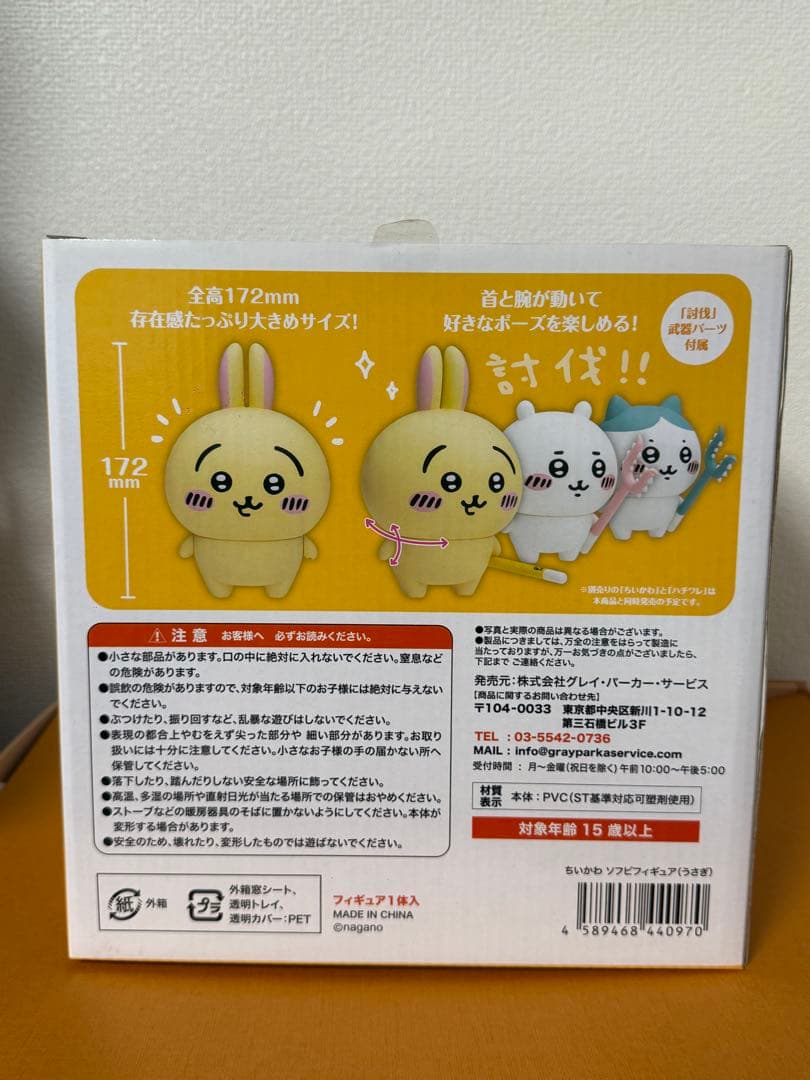 全高172mm
存在感たっぷり大きめサイズ!
首と腕が動いて
好きなポーズを楽しめる!
「討伐」
武器パーツ
付属
討伐!!
172
mm
※別売りの「ちいかわ」と「ハチワレ」は
本商品と同時発売の予定です。
注意 お客様へ 必ずお読みください。
●小さな部品があります。口の中に絶対に入れないでください。窒息など
の危険があります。
●誤飲の危険がありますので、対象年齢以下のお子様には絶対に与えない
でください。
●ぶつけたり、振り回すなど、乱暴な遊びはしないでください。
●表現の都合上やむをえず尖った部分や 細い部分があります。お取り
扱いには十分に注意してください。小さなお子様の手の届かない所へ
保管してください。
●落下したり、踏んだりしない安全な場所に飾ってください。
●高温、多湿の場所や直射日光が当たる場所での保管はおやめください。
●ストーブなどの暖房器具のそばに置かないようにしてください。本体が
変形する場合があります。
●安全のため、壊れたり、変形したものでは遊ばないでください。
●写真と実際の商品は異なる場合がございます。
●製品につきましては、万全の注意をはらって製造に
当たっておりますが、万一お気づきの点がございましたら、
下記まで ご連絡ください。
発売元:株式会社グレイ・パーカー・サービス
【商品に関するお問い合わせ先】
〒104-0033 東京都中央区新川1-10-12
第三石橋ビル3F
TEL :03-5542-0736
MAIL:info@grayparkaservice.com
受付時間 : 月〜金曜(祝日を除く)午前10:00〜午後5:00
材質
表示
本体:PVC(ST基準対応可塑剤使用)
対象年齢15歳以上
紙
外箱
プラ
外箱窓シート、
透明トレイ、
透明カバー:PET
フィギュア1体入
MADE IN CHINA
©nagano
ちいかわ ソフビフィギュア(うさぎ)
4 589468 440970